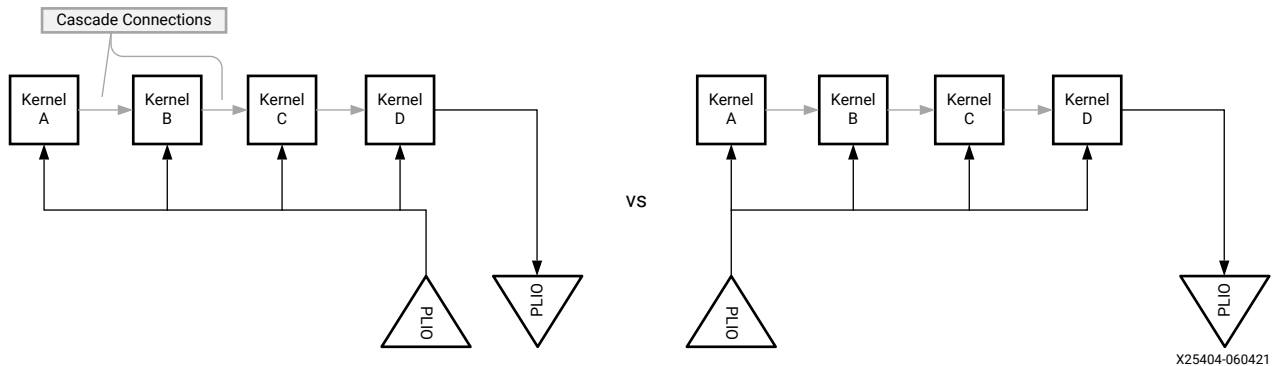 Cascade Connections
Kernel
A
Kernel
B
Kernel
C
Kernel
D
PLIO
PLIO
vs
Kernel
A
Kernel
B
Kernel
C
Kernel
D
PLIO
PLIO
X25404-060421